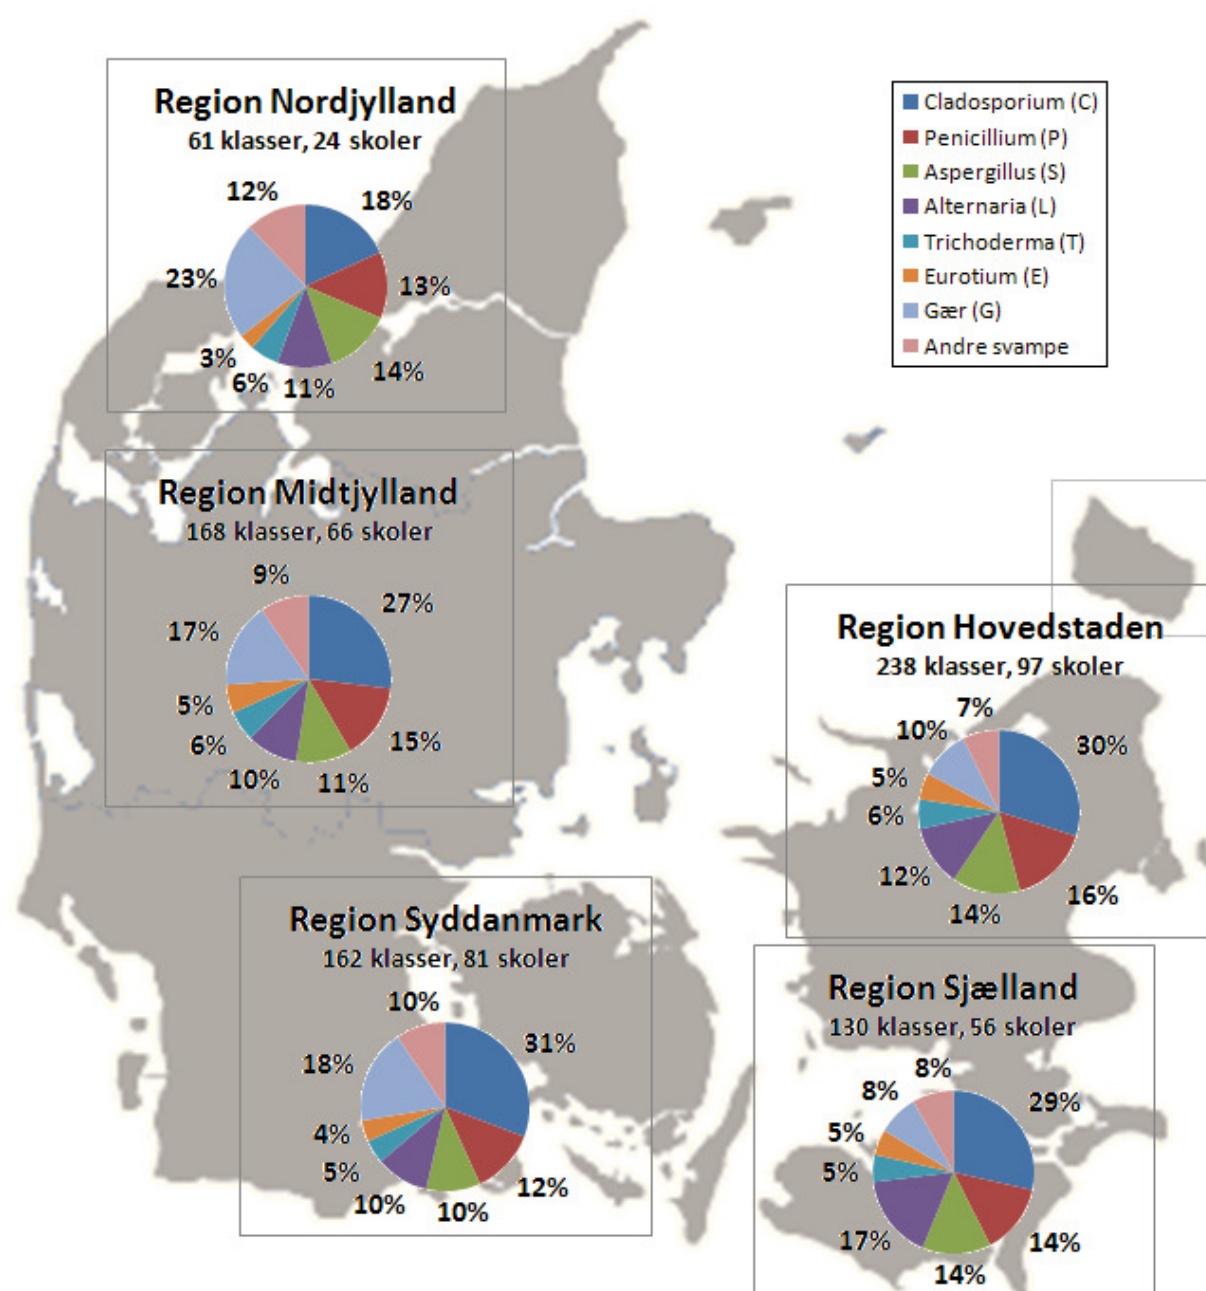 Region Nordjylland
61 klasser, 24 skoler
12%
18%
23%
13%
3%
6%
11%
14%
Cladosporium (C)
Penicillium (P)
Aspergillus (S)
Alternaria (L)
Trichoderma (T)
Eurotium (E)
Gær (G)
Andre svampe
Region Midtjylland
168 klasser, 66 skoler
9%
27%
17%
5%
15%
6%
10%
11%
Region Hovedstaden
238 klasser, 97 skoler
7%
10%
30%
5%
6%
12%
16%
14%
Region Syddanmark
162 klasser, 81 skoler
10%
31%
18%
4%
5%
12%
10%
10%
Region Sjælland
130 klasser, 56 skoler
8%
8%
29%
5%
5%
17%
14%
14%